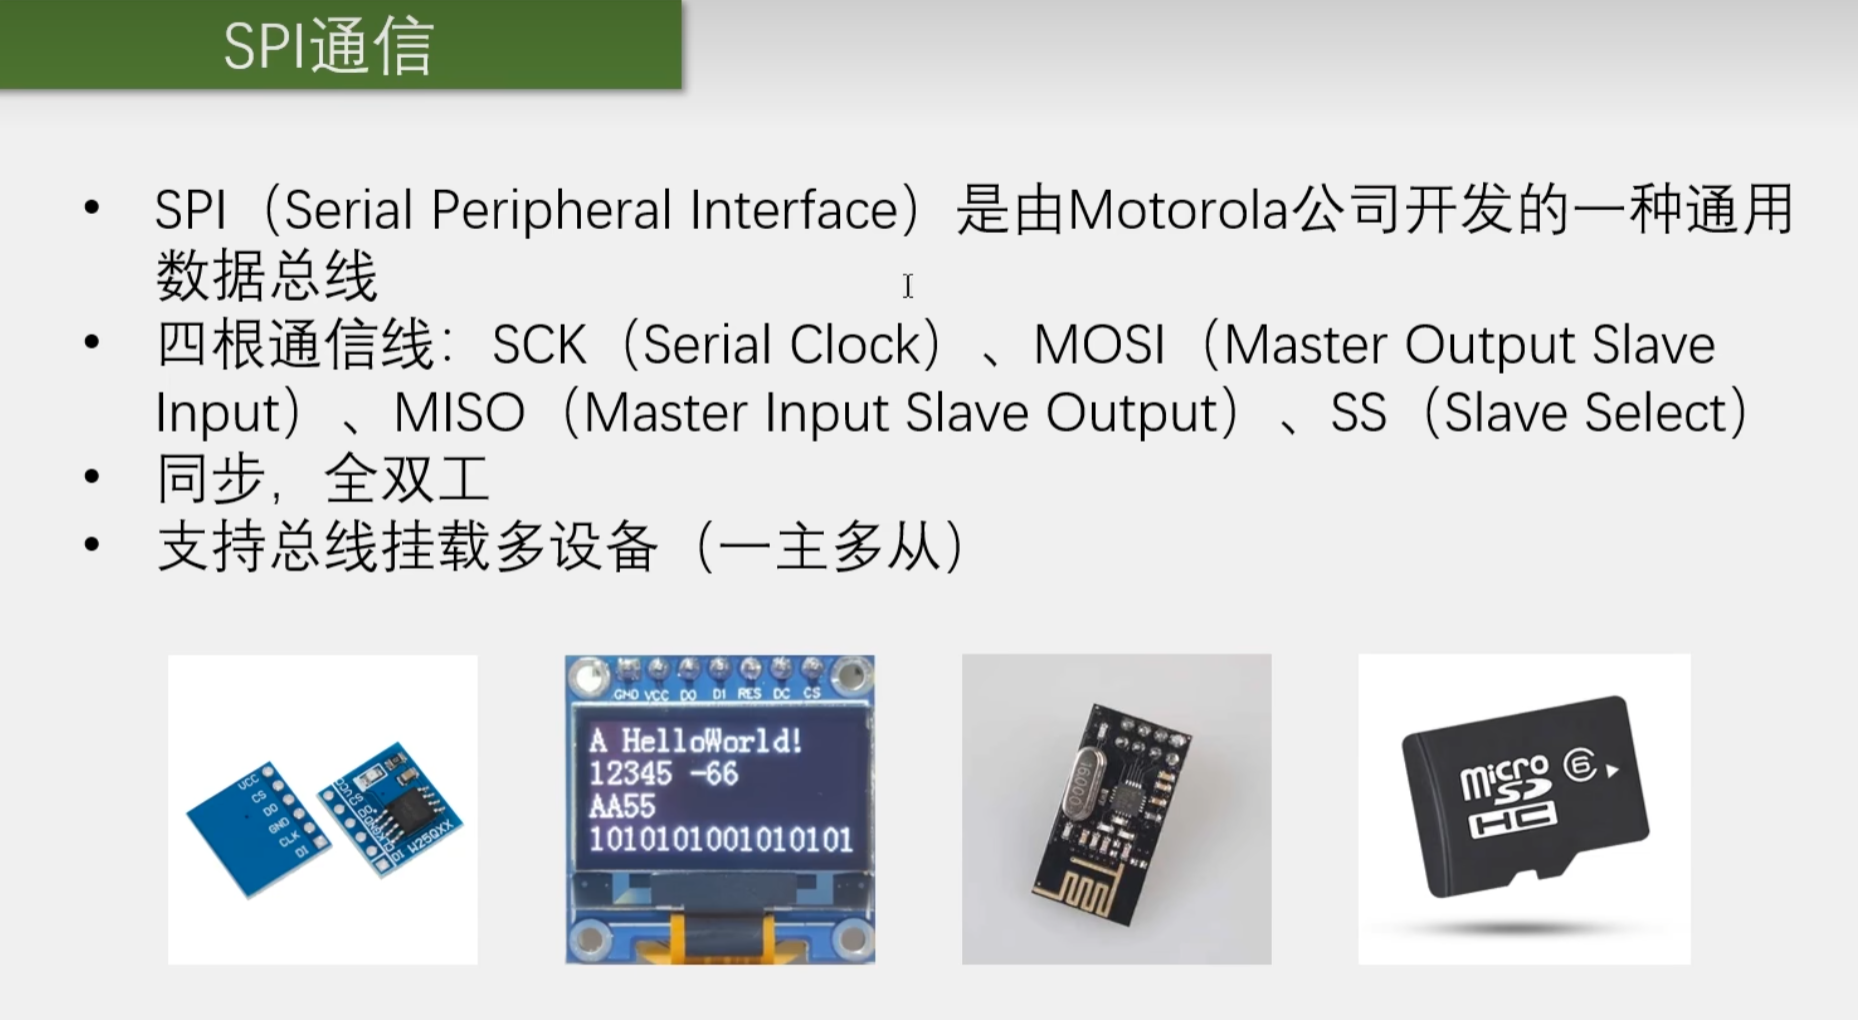 SPI通信
• SPI（Serial Peripheral Interface）是由Motorola公司开发的一种通用
数据总线
• 四根通信线：SCK（Serial Clock）、MOSI（Master Output Slave
Input）、MISO（Master Input Slave Output）、SS（Slave Select）
• 同步，全双工
• 支持总线挂载多设备（一主多从）
VCC
CS
DO
GND
CLK
DI
W25QXX
GND VCC D0 D1 RES DC CS
A HelloWorld!
12345 -66
AA55
1010101001010101
16.000
micro
SD
HC
6